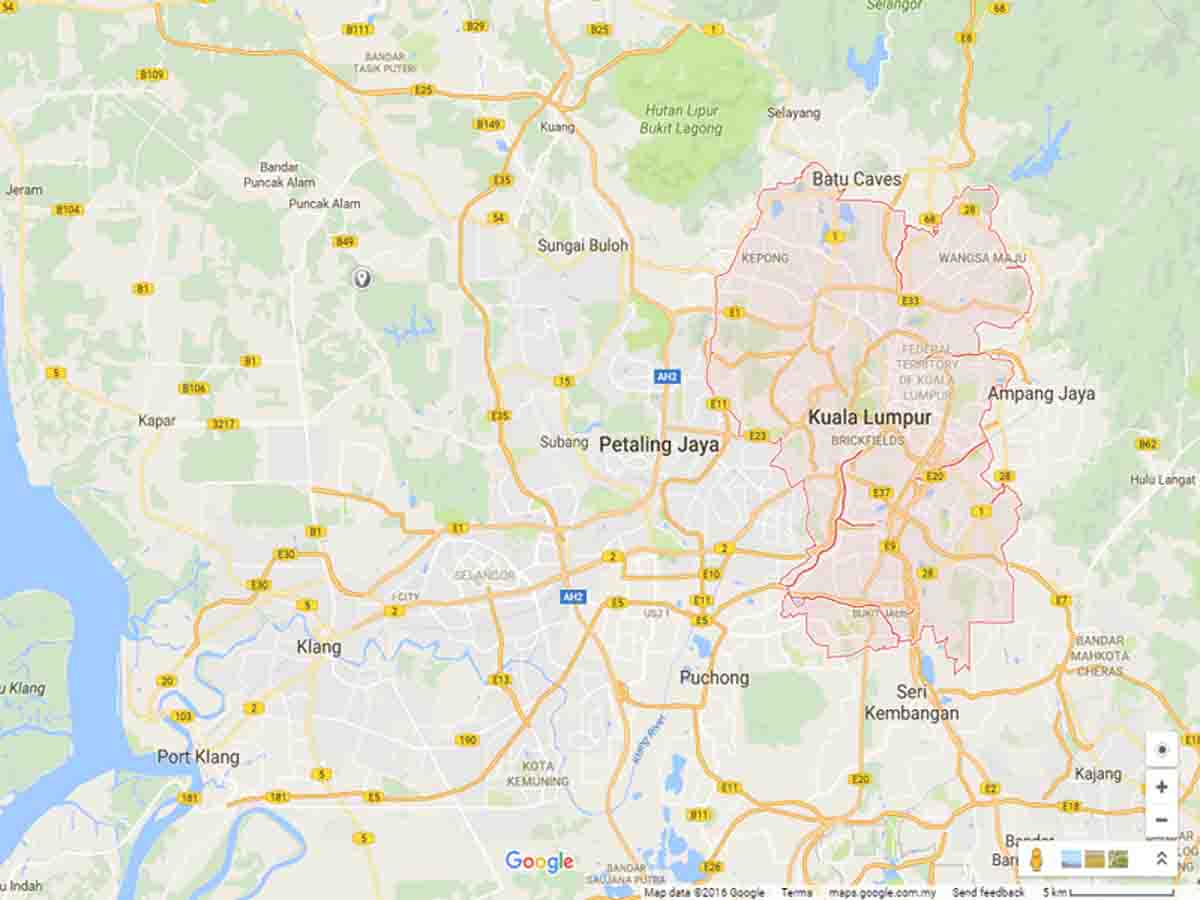 54
B29
68
Selangor
B111
B25
1
E8
BANDAR
TASIK PUTERI
B109
E25
Hutan Lipur
Bukit Lagong
Selayang
B149
Kuang
Bandar
Puncak Alam
E35
Batu Caves
Jeram
Puncak Alam
B104
54
68
28
B49
Sungai Buloh
1
KEPONG
WANGSA MAJU
B1
E33
E1
FEDERAL
TERRITORY
OF KUALA
LUMPUR
B1
5
15
AH2
B106
Ampang Jaya
E11
Kapar
3217
E35
Kuala Lumpur
E23
BRICKFIELDS
Subang
Petaling Jaya
B62
E20
28
Hulu Langat
E37
1
B1
E1
E30
2
2
E9
SELANGOR
E10
28
E30
I-CITY
AH2
5
2
E5
E11
E7
USJ 1
E5
BUKIT JALIL
Klang
BANDAR
MAHKOTA
CHERAS
u Klang
20
E13
Puchong
Seri
Kembangan
103
2
190
Klang River
Port Klang
KOTA
KEMUNING
5
Kajang
E20
181
181
E5
E11
E2
E18
B11
5
Bandar
Google
BANDAR
SAUJANA PUTRA
E26
u Indah
Map data ©2016 Google
Terms
maps.google.com.my
Send feedback
5 km